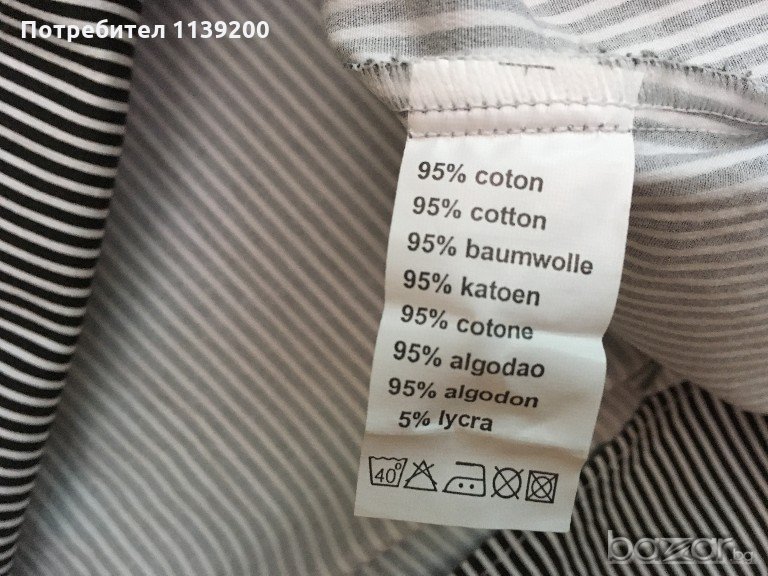 Потребител 1139200
95% coton
95% cotton
95% baumwolle
95% katoen
95% cotone
95% algodao
95% algodon
5% lycra
40°
bazar.bg